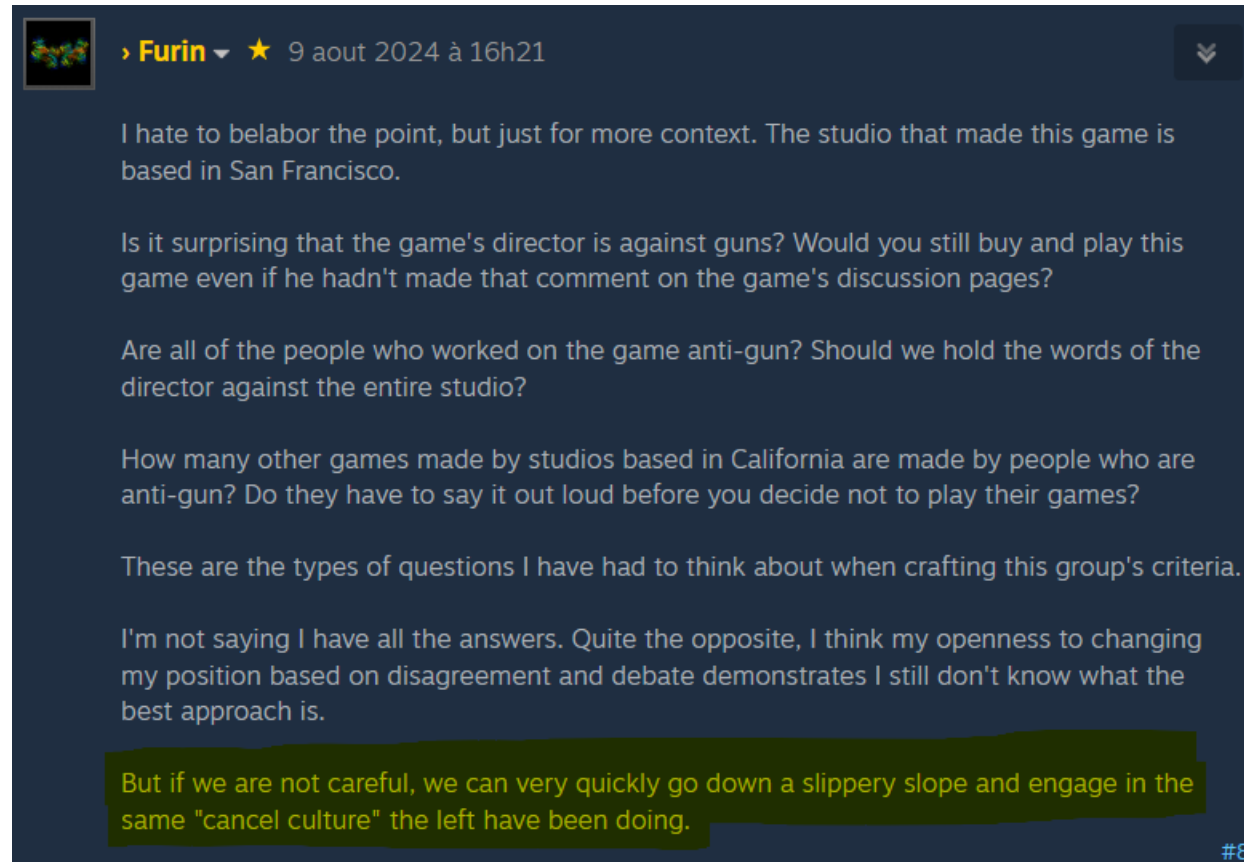 › Furin ★ 9 aout 2024 à 16h21
I hate to belabor the point, but just for more context. The studio that made this game is
based in San Francisco.
Is it surprising that the game's director is against guns? Would you still buy and play this
game even if he hadn't made that comment on the game's discussion pages?
Are all of the people who worked on the game anti-gun? Should we hold the words of the
director against the entire studio?
How many other games made by studios based in California are made by people who are
anti-gun? Do they have to say it out loud before you decide not to play their games?
These are the types of questions I have had to think about when crafting this group's criteria.
I'm not saying I have all the answers. Quite the opposite, I think my openness to changing
my position based on disagreement and debate demonstrates I still don't know what the
best approach is.
But if we are not careful, we can very quickly go down a slippery slope and engage in the
same "cancel culture" the left have been doing.